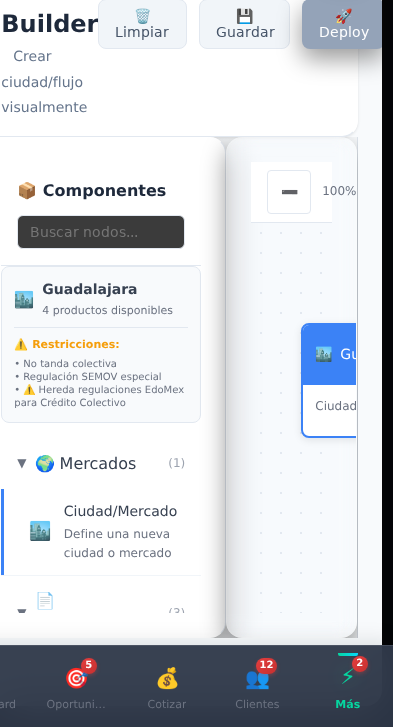 Builder
Crear
ciudad/flujo
visualmente
Limpiar
Guardar
Deploy
📦 Componentes
Buscar nodos...
Guadalajara
4 productos disponibles
⚠️ Restricciones:
• No tanda colectiva
• Regulación SEMOV especial
• ⚠️ Hereda regulaciones EdoMex
para Crédito Colectivo
▼ 🌍 Mercados (1)
Ciudad/Mercado
Define una nueva
ciudad o mercado
▼ (3)
100%
Gu
Ciudad
ard
5
Oportuni...
Cotizar
12
Clientes
2
Más